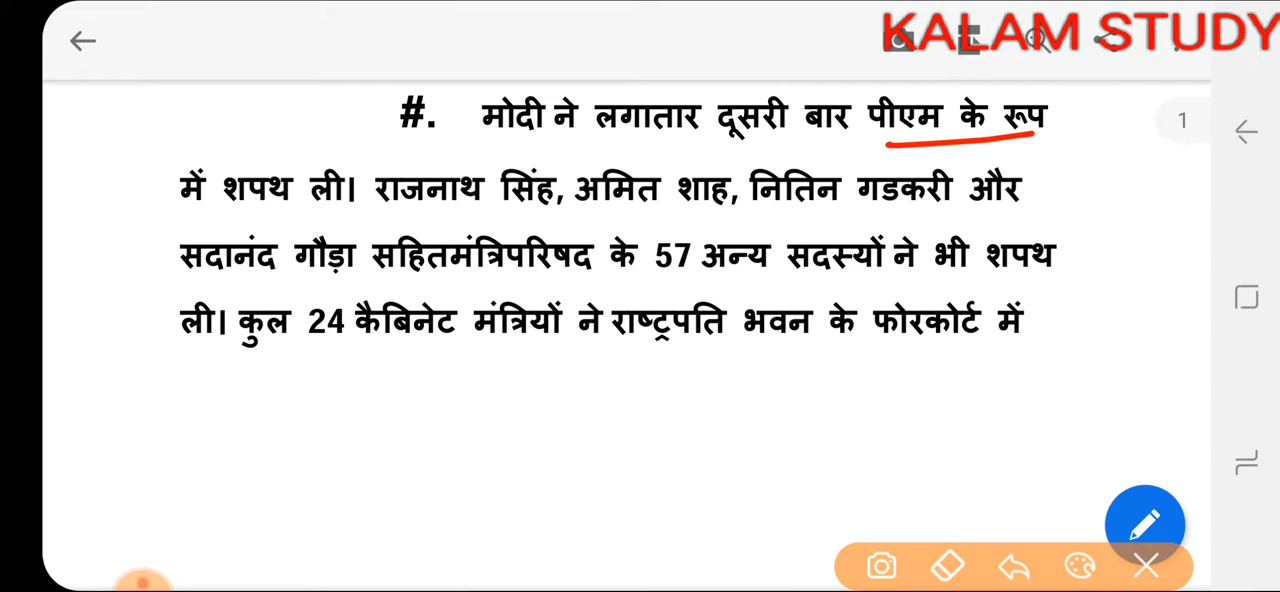 KALAM STUDY
#. मोदी ने लगातार दूसरी बार पीएम के रूप
1
में शपथ ली। राजनाथ सिंह, अमित शाह, नितिन गडकरी और
सदानंद गौड़ा सहितमंत्रिपरिषद के 57 अन्य सदस्यों ने भी शपथ
ली। कुल 24 कैबिनेट मंत्रियों ने राष्ट्रपति भवन के फोरकोर्ट में